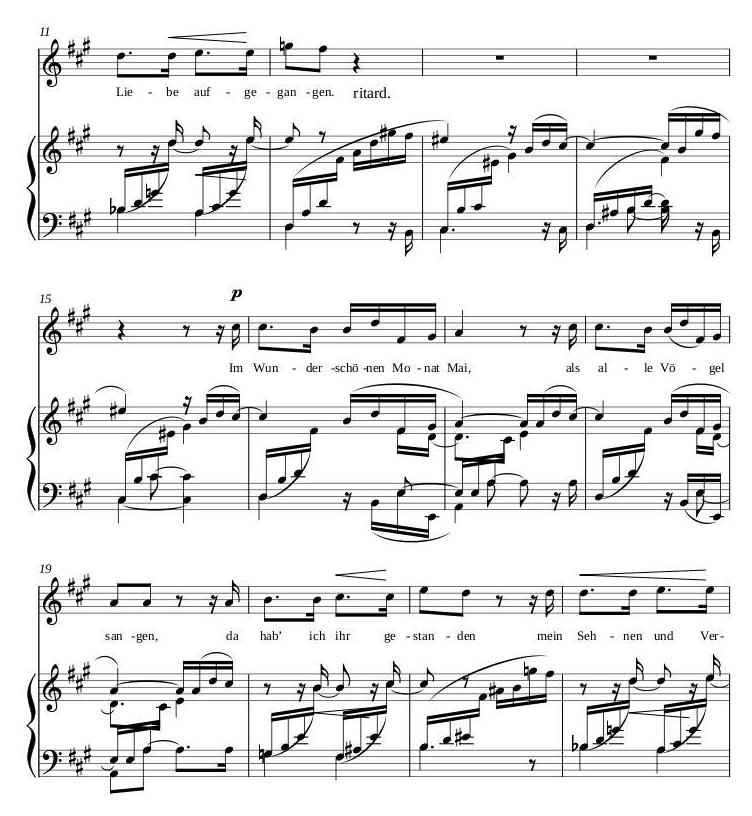 11
Lie - be auf - ge - gan - gen. ritard.
15
p
Im Wun - der -schö -nen Mo - nat Mai, als al - le Vö - gel
19
san - gen, da hab’ ich ihr ge - stan - den mein Seh - nen und Ver-